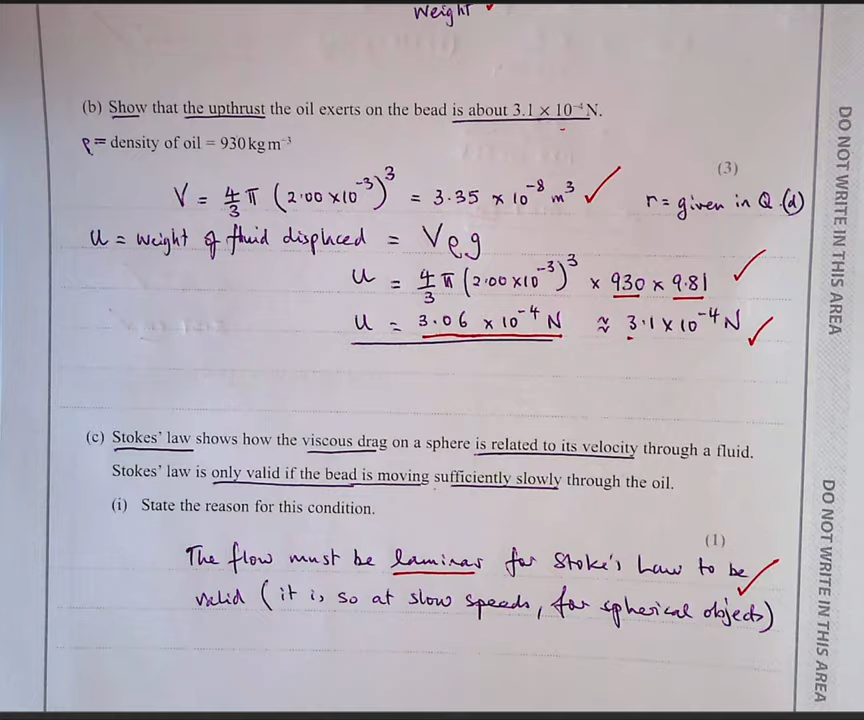 weight ✓
(b) Show that the upthrust the oil exerts on the bead is about 3.1 × 10⁻⁴ N.
ρ = density of oil = 930 kg m⁻³
(3)
V = 4/3 π (2.00 × 10⁻³)³ = 3.35 × 10⁻⁸ m³ ✓ r = given in Q.(d)
U = weight of fluid displaced = Vρg
U = 4/3 π (2.00 × 10⁻³)³ × 930 × 9.81 ✓
U = 3.06 × 10⁻⁴ N ≈ 3.1 × 10⁻⁴ N ✓
(c) Stokes' law shows how the viscous drag on a sphere is related to its velocity through a fluid.
Stokes' law is only valid if the bead is moving sufficiently slowly through the oil.
(i) State the reason for this condition.
(1)
The flow must be laminar for Stoke's Law to be ✓
valid (it is so at slow speeds, for spherical objects)
DO NOT WRITE IN THIS AREA
DO NOT WRITE IN THIS AREA